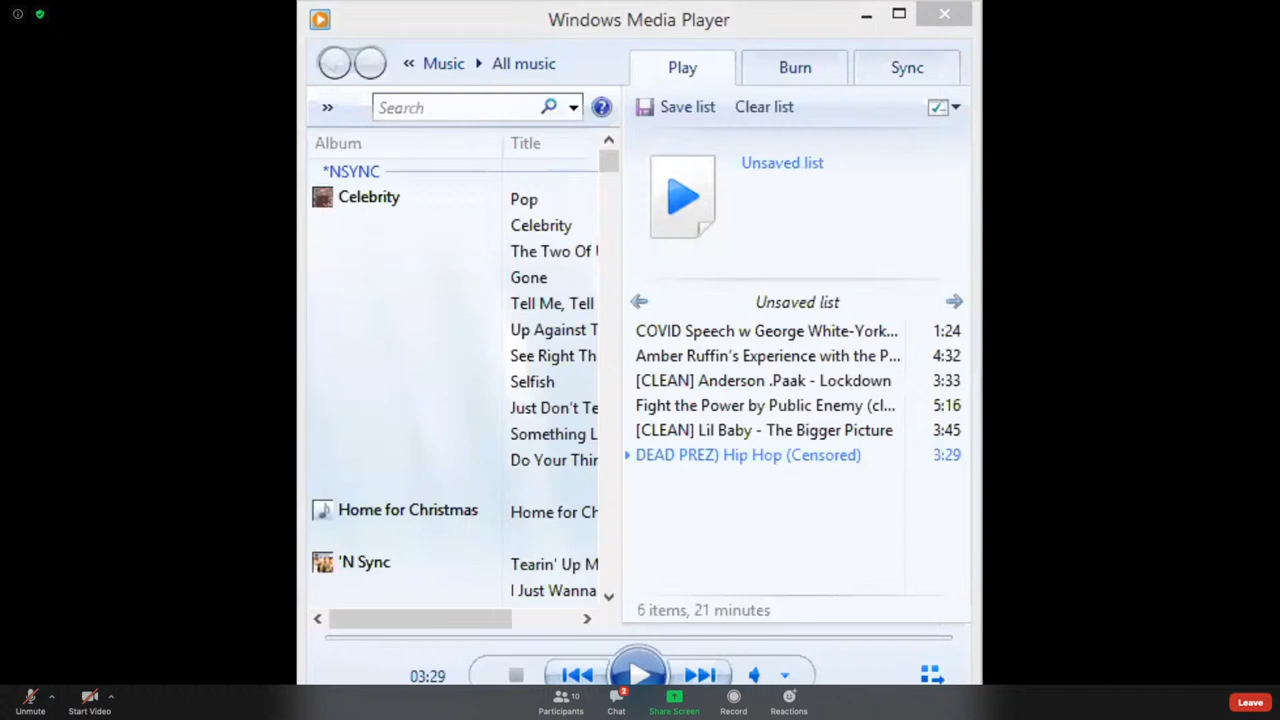 Windows Media Player
« Music All music
Play Burn Sync
» Search
Save list Clear list
Album Title
*NSYNC
Celebrity
Pop
Celebrity
The Two Of
Gone
Tell Me, Tell
Up Against T
See Right Th
Selfish
Just Don't Te
Something L
Do Your Thin
Home for Christmas Home for Ch
'N Sync Tearin' Up M
I Just Wanna
Unsaved list
Unsaved list
COVID Speech w George White-York... 1:24
Amber Ruffin's Experience with the P... 4:32
[CLEAN] Anderson .Paak - Lockdown 3:33
Fight the Power by Public Enemy (cl... 5:16
[CLEAN] Lil Baby - The Bigger Picture 3:45
DEAD PREZ) Hip Hop (Censored) 3:29
6 items, 21 minutes
03:29
Unmute Start Video Participants 10 Chat 2 Share Screen Record Reactions Leave